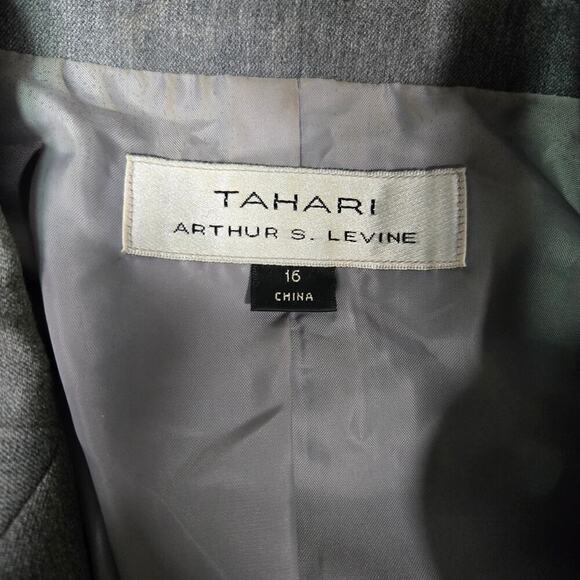 TAHARI
ARTHUR S. LEVINE
16
CHINA